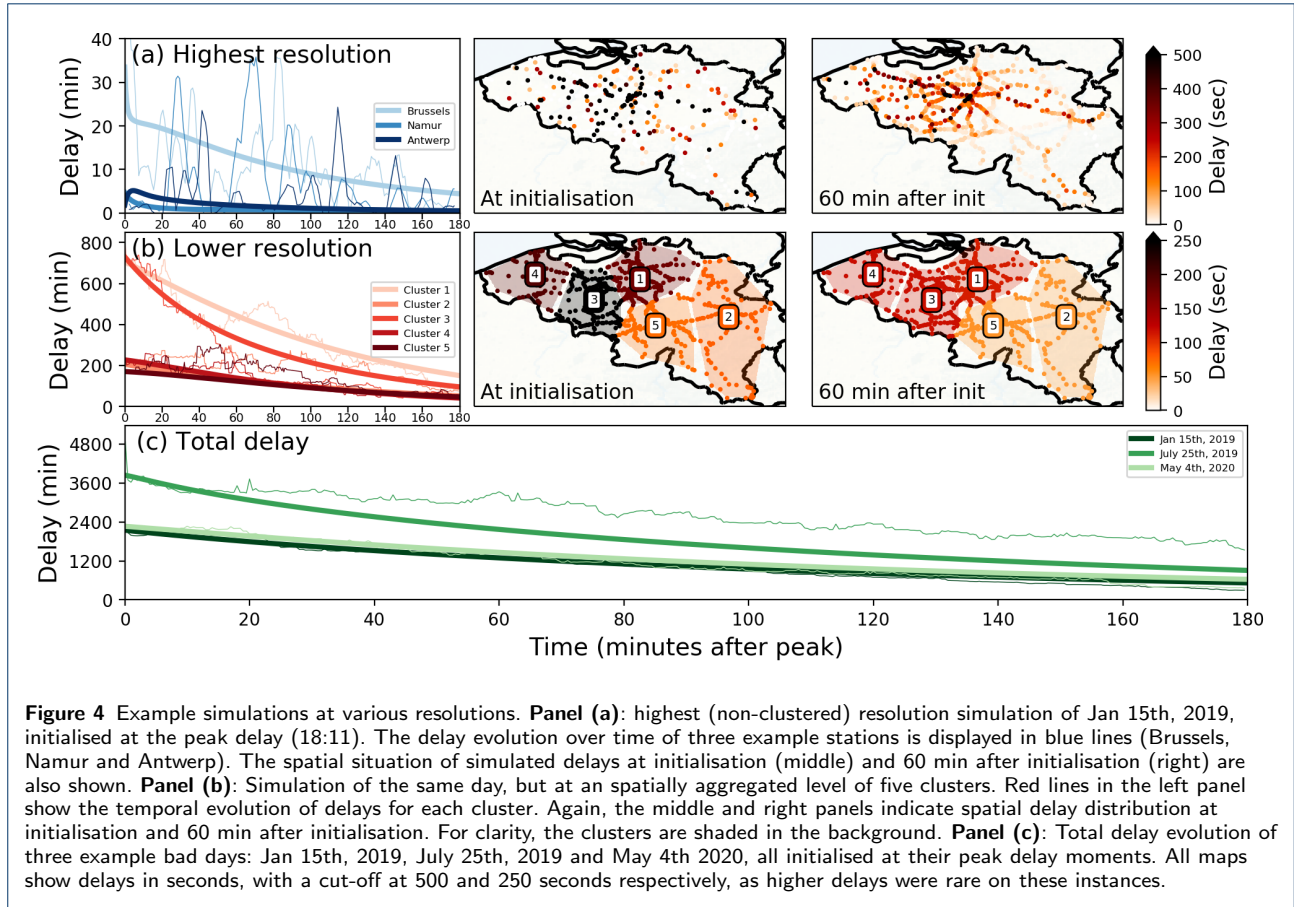 (a) Highest resolution
Delay (min)
40
30
20
10
0
0 20 40 60 80 100 120 140 160 180
Brussels
Namur
Antwerp
At initialisation
60 min after init
500
400
300
200
100
0
Delay (sec)
(b) Lower resolution
Delay (min)
800
600
400
200
0
0 20 40 60 80 100 120 140 160 180
Cluster 1
Cluster 2
Cluster 3
Cluster 4
Cluster 5
4
1
3
5
2
At initialisation
4
1
3
5
2
60 min after init
250
200
150
100
50
0
Delay (sec)
(c) Total delay
Delay (min)
4800
3600
2400
1200
0
0 20 40 60 80 100 120 140 160 180
Jan 15th, 2019
July 25th, 2019
May 4th, 2020
Time (minutes after peak)
Figure 4 Example simulations at various resolutions. Panel (a): highest (non-clustered) resolution simulation of Jan 15th, 2019,
initialised at the peak delay (18:11). The delay evolution over time of three example stations is displayed in blue lines (Brussels,
Namur and Antwerp). The spatial situation of simulated delays at initialisation (middle) and 60 min after initialisation (right) are
also shown. Panel (b): Simulation of the same day, but at an spatially aggregated level of five clusters. Red lines in the left panel
show the temporal evolution of delays for each cluster. Again, the middle and right panels indicate spatial delay distribution at
initialisation and 60 min after initialisation. For clarity, the clusters are shaded in the background. Panel (c): Total delay evolution of
three example bad days: Jan 15th, 2019, July 25th, 2019 and May 4th 2020, all initialised at their peak delay moments. All maps
show delays in seconds, with a cut-off at 500 and 250 seconds respectively, as higher delays were rare on these instances.